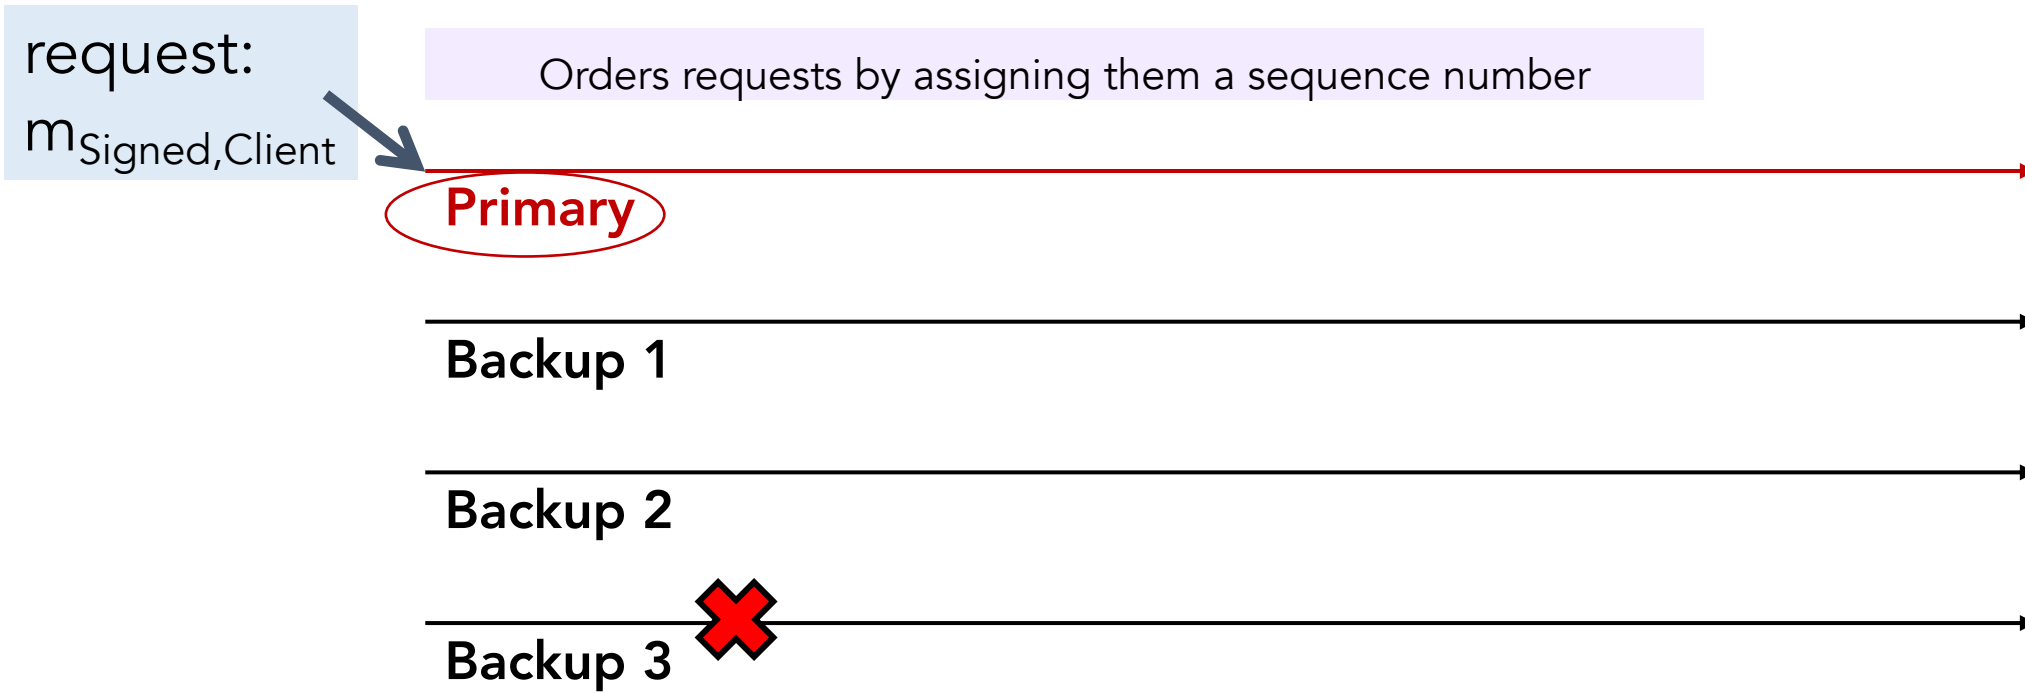 request:
mSigned,Client
Orders requests by assigning them a sequence number
Primary
Backup 1
Backup 2
Backup 3